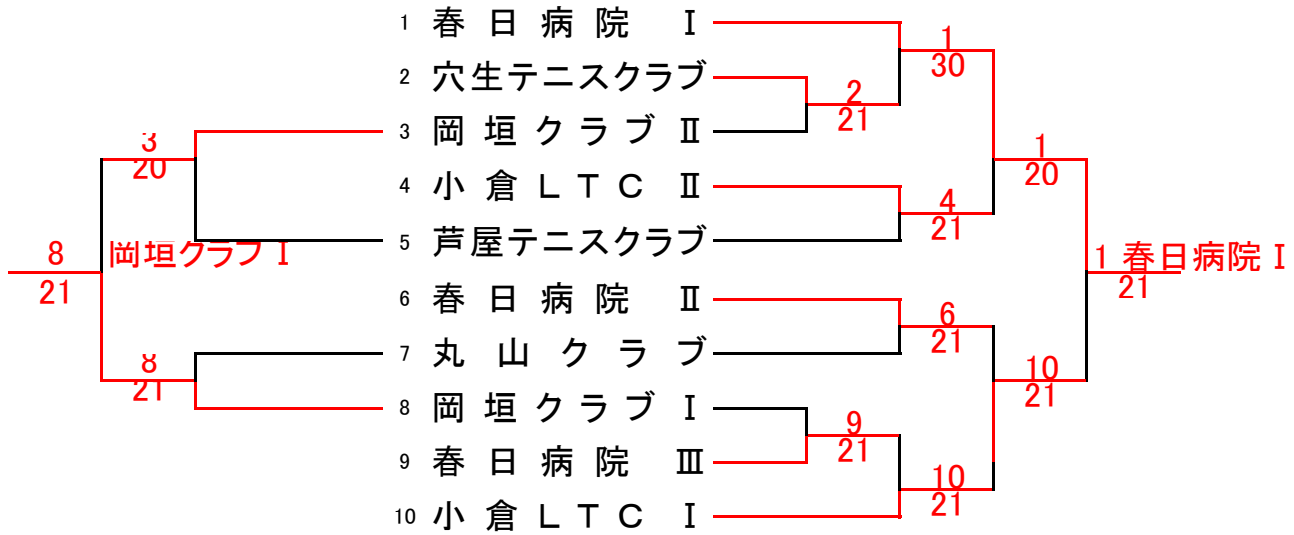 1 春日病院 Ⅰ
2 穴生テニスクラブ
3 岡垣クラブⅡ
4 小倉LTC Ⅱ
5 芦屋テニスクラブ
6 春日病院 Ⅱ
7 丸山クラブ
8 岡垣クラブⅠ
9 春日病院 Ⅲ
10 小倉LTC Ⅰ
3
20
8
21
岡垣クラブⅠ
8
21
2
21
9
21
1
30
4
21
6
21
10
21
1
20
10
21
1 春日病院Ⅰ
21